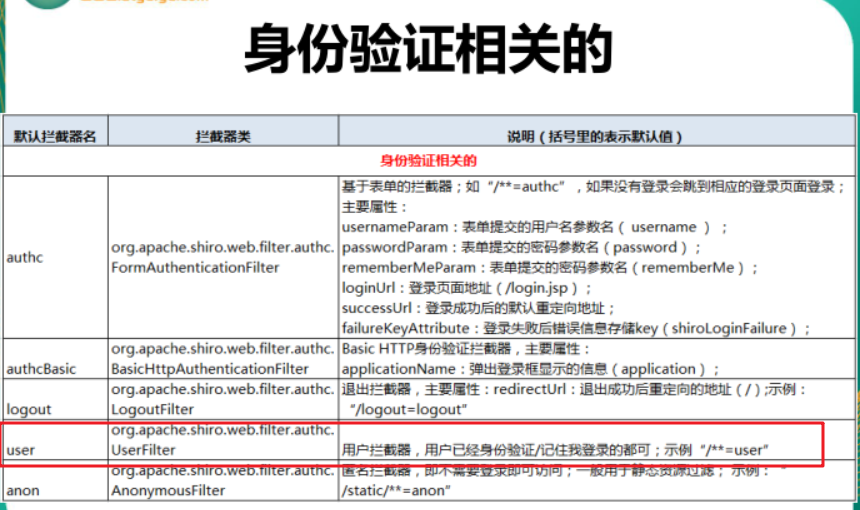 身份验证相关的
默认拦截器名 拦截器类 说明（括号里的表示默认值）
身份验证相关的
authc
org.apache.shiro.web.filter.authc.
FormAuthenticationFilter
基于表单的拦截器；如“/**=authc”，如果没有登录会跳到相应的登录页面登录；
主要属性：
usernameParam：表单提交的用户名参数名（ username ）；
passwordParam：表单提交的密码参数名（password）；
rememberMeParam：表单提交的密码参数名（rememberMe）；
loginUrl：登录页面地址（/login.jsp）；
successUrl：登录成功后的默认重定向地址；
failureKeyAttribute：登录失败后错误信息存储key（shiroLoginFailure）；
authcBasic
org.apache.shiro.web.filter.authc.
BasicHttpAuthenticationFilter
Basic HTTP身份验证拦截器，主要属性：
applicationName：弹出登录框显示的信息（application）；
logout
org.apache.shiro.web.filter.authc.
LogoutFilter
退出拦截器，主要属性：redirectUrl：退出成功后重定向的地址（/）;示例：
“/logout=logout”
user
org.apache.shiro.web.filter.authc.
UserFilter
用户拦截器，用户已经身份验证/记住我登录的都可；示例“/**=user”
anon
org.apache.shiro.web.filter.authc.
AnonymousFilter
匿名拦截器，即不需要登录即可访问；一般用于静态资源过滤；示例：“
/static/**=anon”